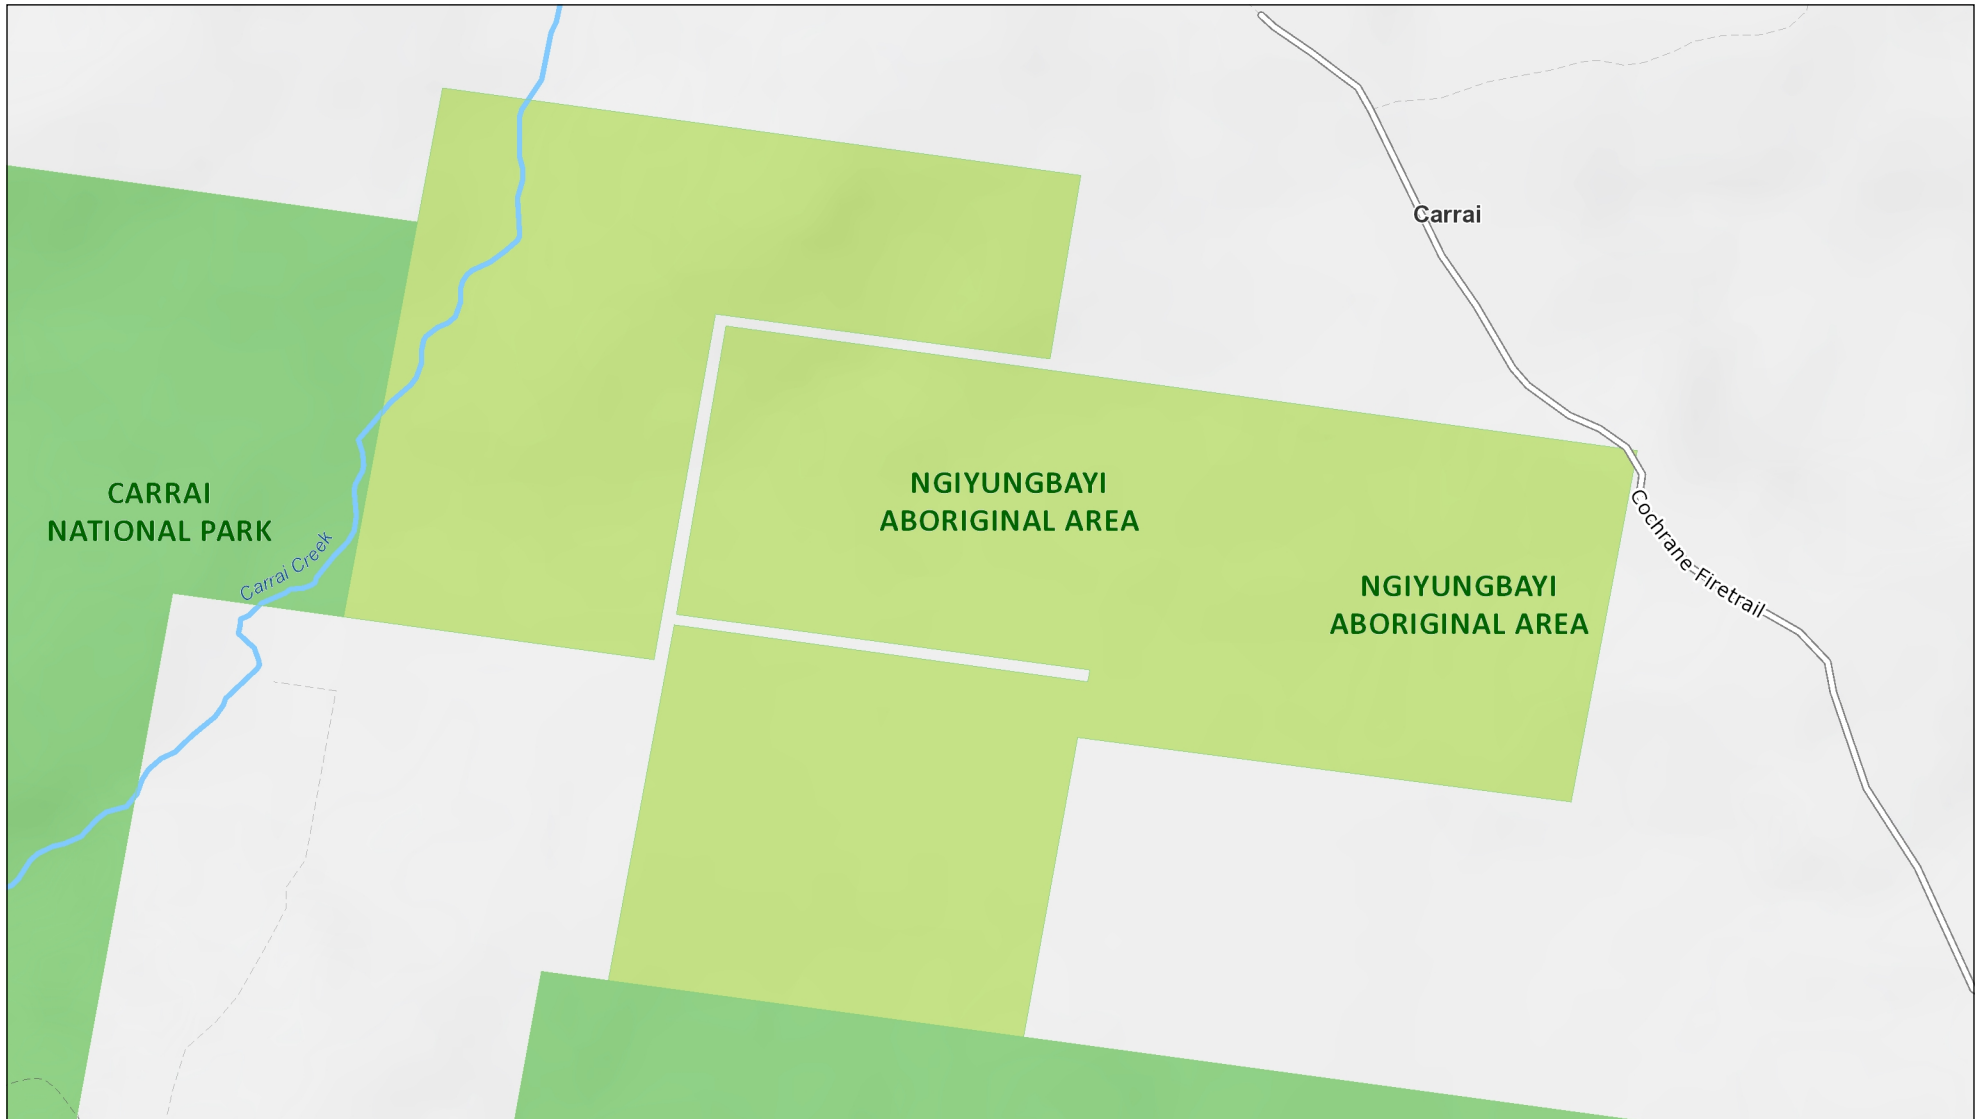 Carrai
CARRAI
NATIONAL PARK
Carrai Creek
NGIYUNGBAYI
ABORIGINAL AREA
NGIYUNGBAYI
ABORIGINAL AREA
Cochrane Firetrail